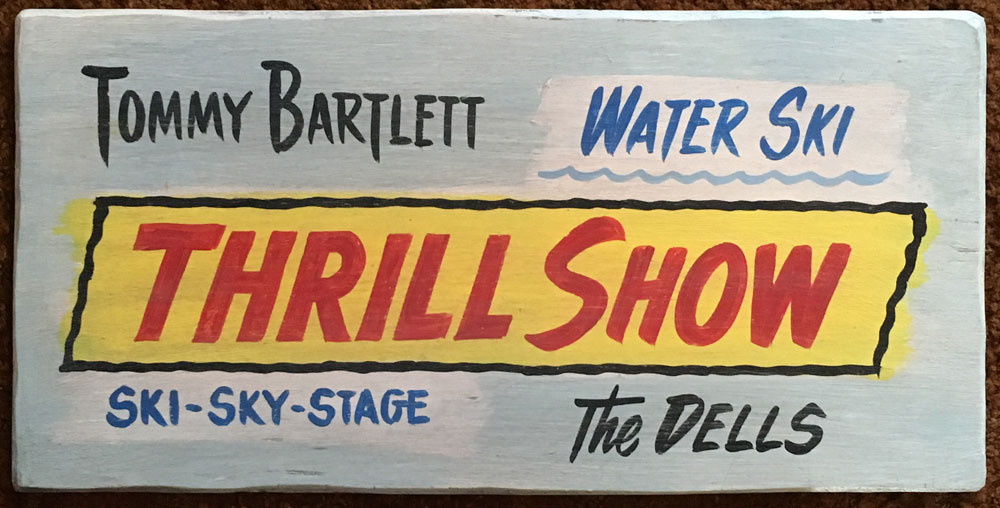 TOMMY BARTLETT
WATER SKI
THRILL SHOW
SKI-SKY-STAGE
The DELLS